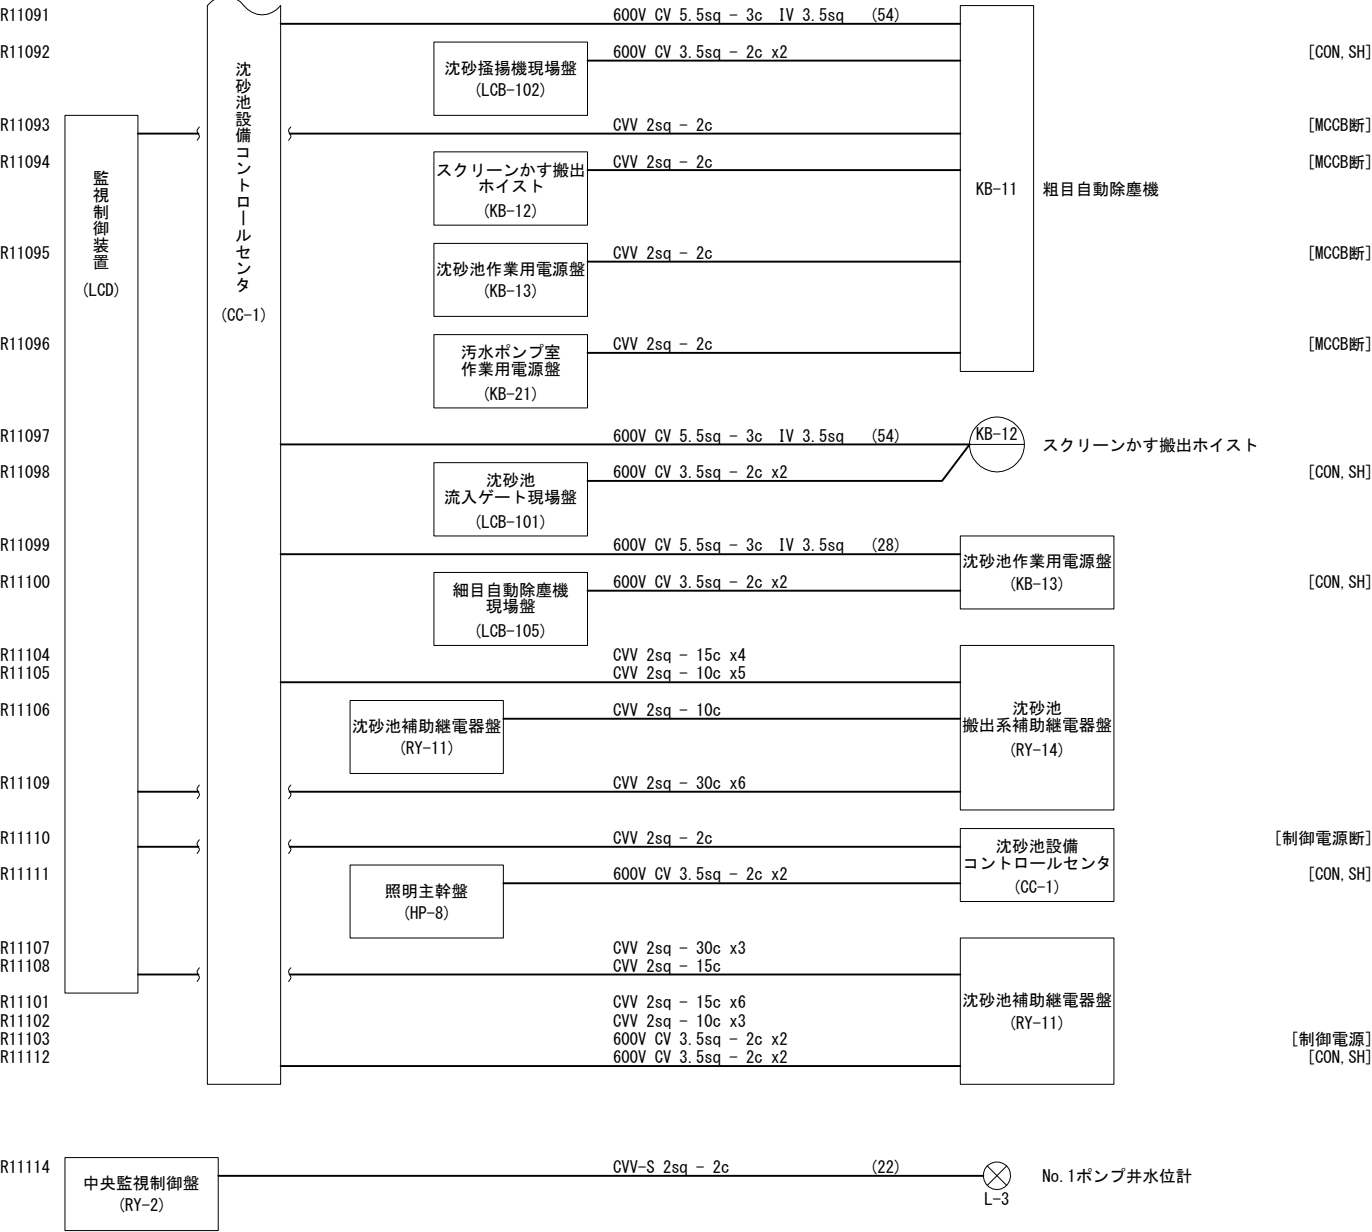 R11091 600V CV 5.5sq - 3c IV 3.5sq (54)
R11092 600V CV 3.5sq - 2c x2 [CON, SH]
沈砂掻揚機現場盤
(LCB-102)
沈砂池設備コントロールセンタ
(CC-1)
R11093 CVV 2sq - 2c [MCCB断]
R11094 CVV 2sq - 2c [MCCB断]
監視制御装置
(LCD)
スクリーンかす搬出
ホイスト
(KB-12)
KB-11 粗目自動除塵機
R11095 CVV 2sq - 2c [MCCB断]
沈砂池作業用電源盤
(KB-13)
R11096 CVV 2sq - 2c [MCCB断]
汚水ポンプ室
作業用電源盤
(KB-21)
R11097 600V CV 5.5sq - 3c IV 3.5sq (54)
KB-12 スクリーンかす搬出ホイスト
R11098 600V CV 3.5sq - 2c x2 [CON, SH]
沈砂池
流入ゲート現場盤
(LCB-101)
R11099 600V CV 5.5sq - 3c IV 3.5sq (28)
沈砂池作業用電源盤
(KB-13)
R11100 600V CV 3.5sq - 2c x2 [CON, SH]
細目自動除塵機
現場盤
(LCB-105)
R11104 CVV 2sq - 15c x4
R11105 CVV 2sq - 10c x5
R11106 CVV 2sq - 10c
沈砂池補助継電器盤
(RY-11)
沈砂池
搬出系補助継電器盤
(RY-14)
R11109 CVV 2sq - 30c x6
R11110 CVV 2sq - 2c [制御電源断]
沈砂池設備
コントロールセンタ
(CC-1)
R11111 600V CV 3.5sq - 2c x2 [CON, SH]
照明主幹盤
(HP-8)
R11107 CVV 2sq - 30c x3
R11108 CVV 2sq - 15c
R11101 CVV 2sq - 15c x6
沈砂池補助継電器盤
(RY-11)
R11102 CVV 2sq - 10c x3
R11103 600V CV 3.5sq - 2c x2 [制御電源]
R11112 600V CV 3.5sq - 2c x2 [CON, SH]
R11114 CVV-S 2sq - 2c (22)
中央監視制御盤
(RY-2)
No.1ポンプ井水位計
L-3